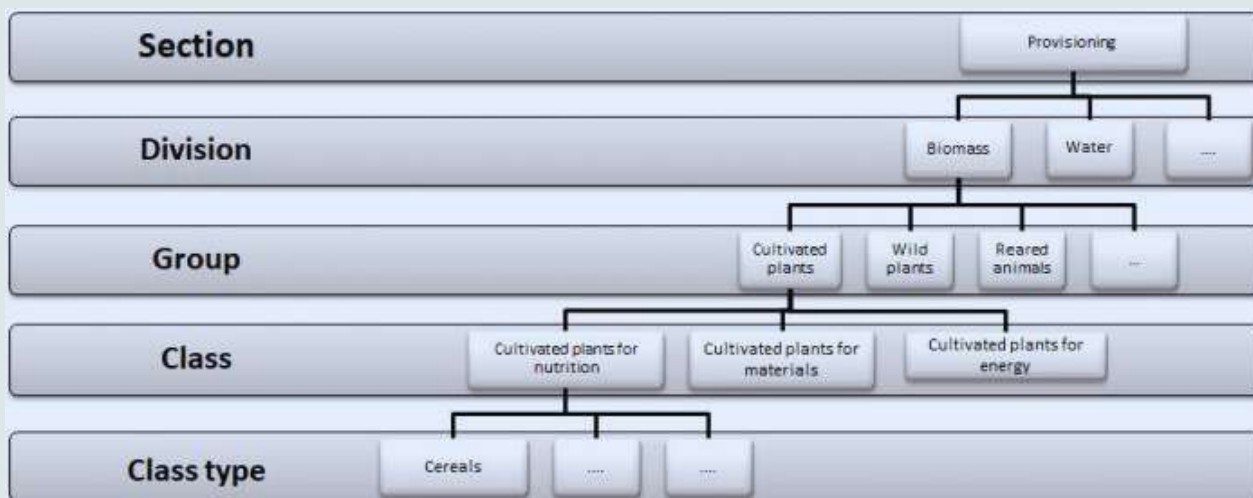 Section
Provisioning
Division
Biomass
Water
....
Group
Cultivated
plants
Wild
plants
Reared
animals
...
Class
Cultivated plants for
nutrition
Cultivated plants for
materials
Cultivated plants for
energy
Class type
Cereals
....
....